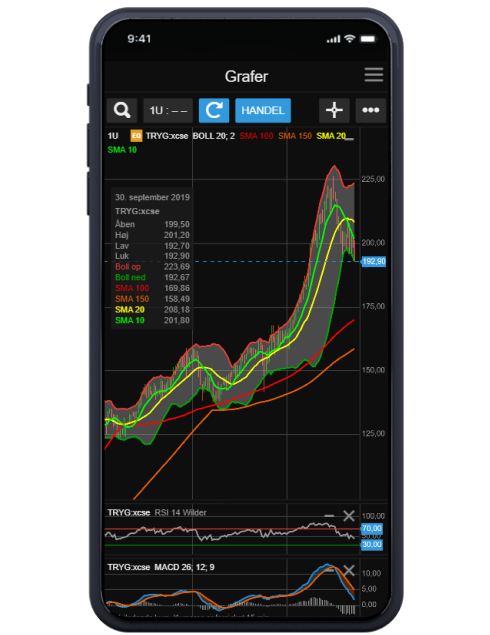 9:41
Grafer
1U : – –
HANDEL
1U EQ TRYG:xcse BOLL 20; 2 SMA 100 SMA 150 SMA 20
SMA 10
225,00
30. september 2019
TRYG:xcse
Åben 199,50
Høj 201,20
Lav 192,70
Luk 192,90
Boll op 223,69
Boll ned 192,67
SMA 100 169,86
SMA 150 158,49
SMA 20 208,18
SMA 10 201,80
200,00
192,90
175,00
150,00
125,00
TRYG:xcse RSI 14 Wilder
100,00
70,00
30,00
TRYG:xcse MACD 26; 12; 9
10,00
5,00
0,00